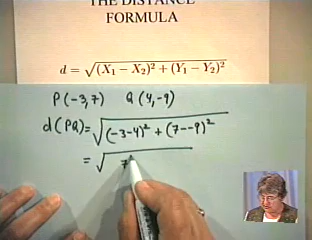 THE DISTANCE
FORMULA
d = √(X₁ − X₂)² + (Y₁ − Y₂)²
P(-3,7) Q(4,-9)
d(PQ) = √(-3-4)² + (7--9)²
= √ 7